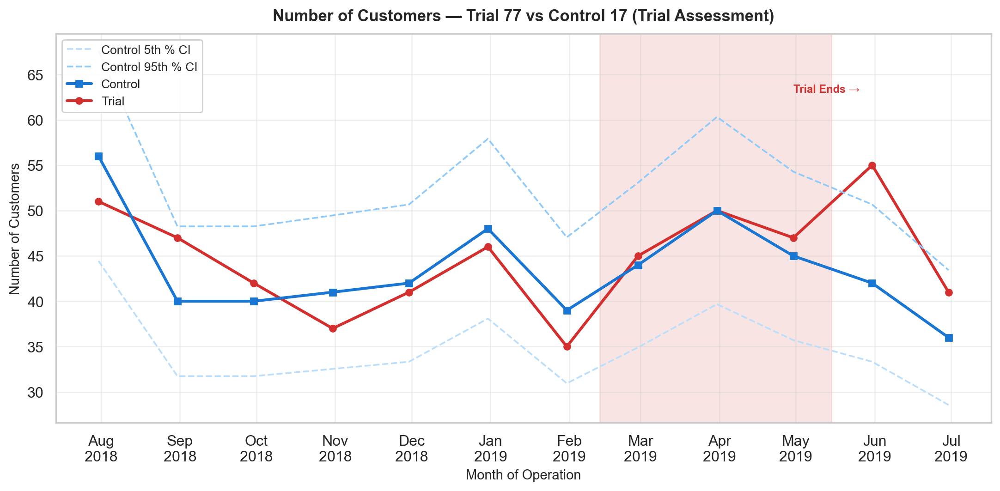 Number of Customers — Trial 77 vs Control 17 (Trial Assessment)
Control 5th % CI
Control 95th % CI
Control
Trial
Trial Ends →
Number of Customers
65
60
55
50
45
40
35
30
Aug 2018
Sep 2018
Oct 2018
Nov 2018
Dec 2018
Jan 2019
Feb 2019
Mar 2019
Apr 2019
May 2019
Jun 2019
Jul 2019
Month of Operation